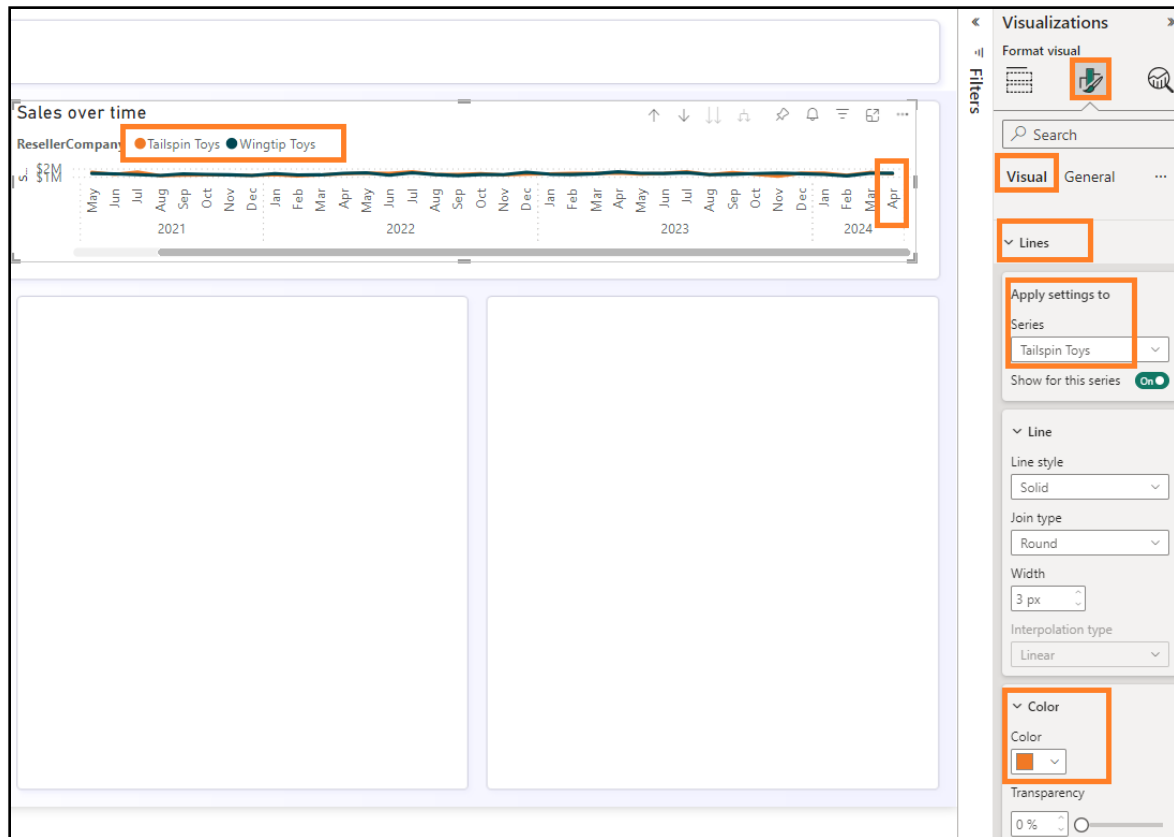 Visualizations
Format visual
Filters
Search
Visual General
Lines
Apply settings to
Series
Tailspin Toys
Show for this series On
Line
Line style
Solid
Join type
Round
Width
3 px
Interpolation type
Linear
Color
Color
Transparency
0 %
Sales over time
ResellerCompany Tailspin Toys Wingtip Toys
$2M
$1M
May Jun Jul Aug Sep Oct Nov Dec Jan Feb Mar Apr May Jun Jul Aug Sep Oct Nov Dec Jan Feb Mar Apr May Jun Jul Aug Sep Oct Nov Dec Jan Feb Mar Apr
2021 2022 2023 2024